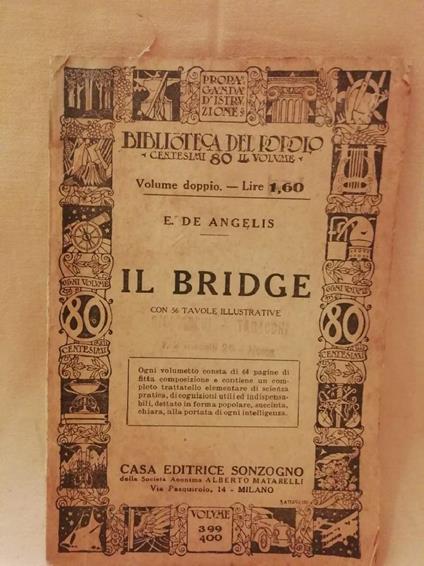 PROPA-
GANDA
D'ISTRU
ZIONE
BIBLIOTECA DEL POPOLO
CENTESIMI 80 IL VOLUME
Volume doppio. — Lire 1,60
E. DE ANGELIS
IL BRIDGE
CON 56 TAVOLE ILLUSTRATIVE
OGNI VOLUME
80
CENTESIMI
OGNI VOLUME
80
CENTESIMI
Ogni volumetto consta di 64 pagine di
fitta composizione e contiene un com-
pleto trattatello elementare di scienza
pratica, di cognizioni utili ed indispensa-
bili, dettato in forma popolare, succinta,
chiara, alla portata di ogni intelligenza.
CASA EDITRICE SONZOGNO
della Società Anonima ALBERTO MATARELLI
Via Pasquirolo, 14 - MILANO
VOLUME
399
400